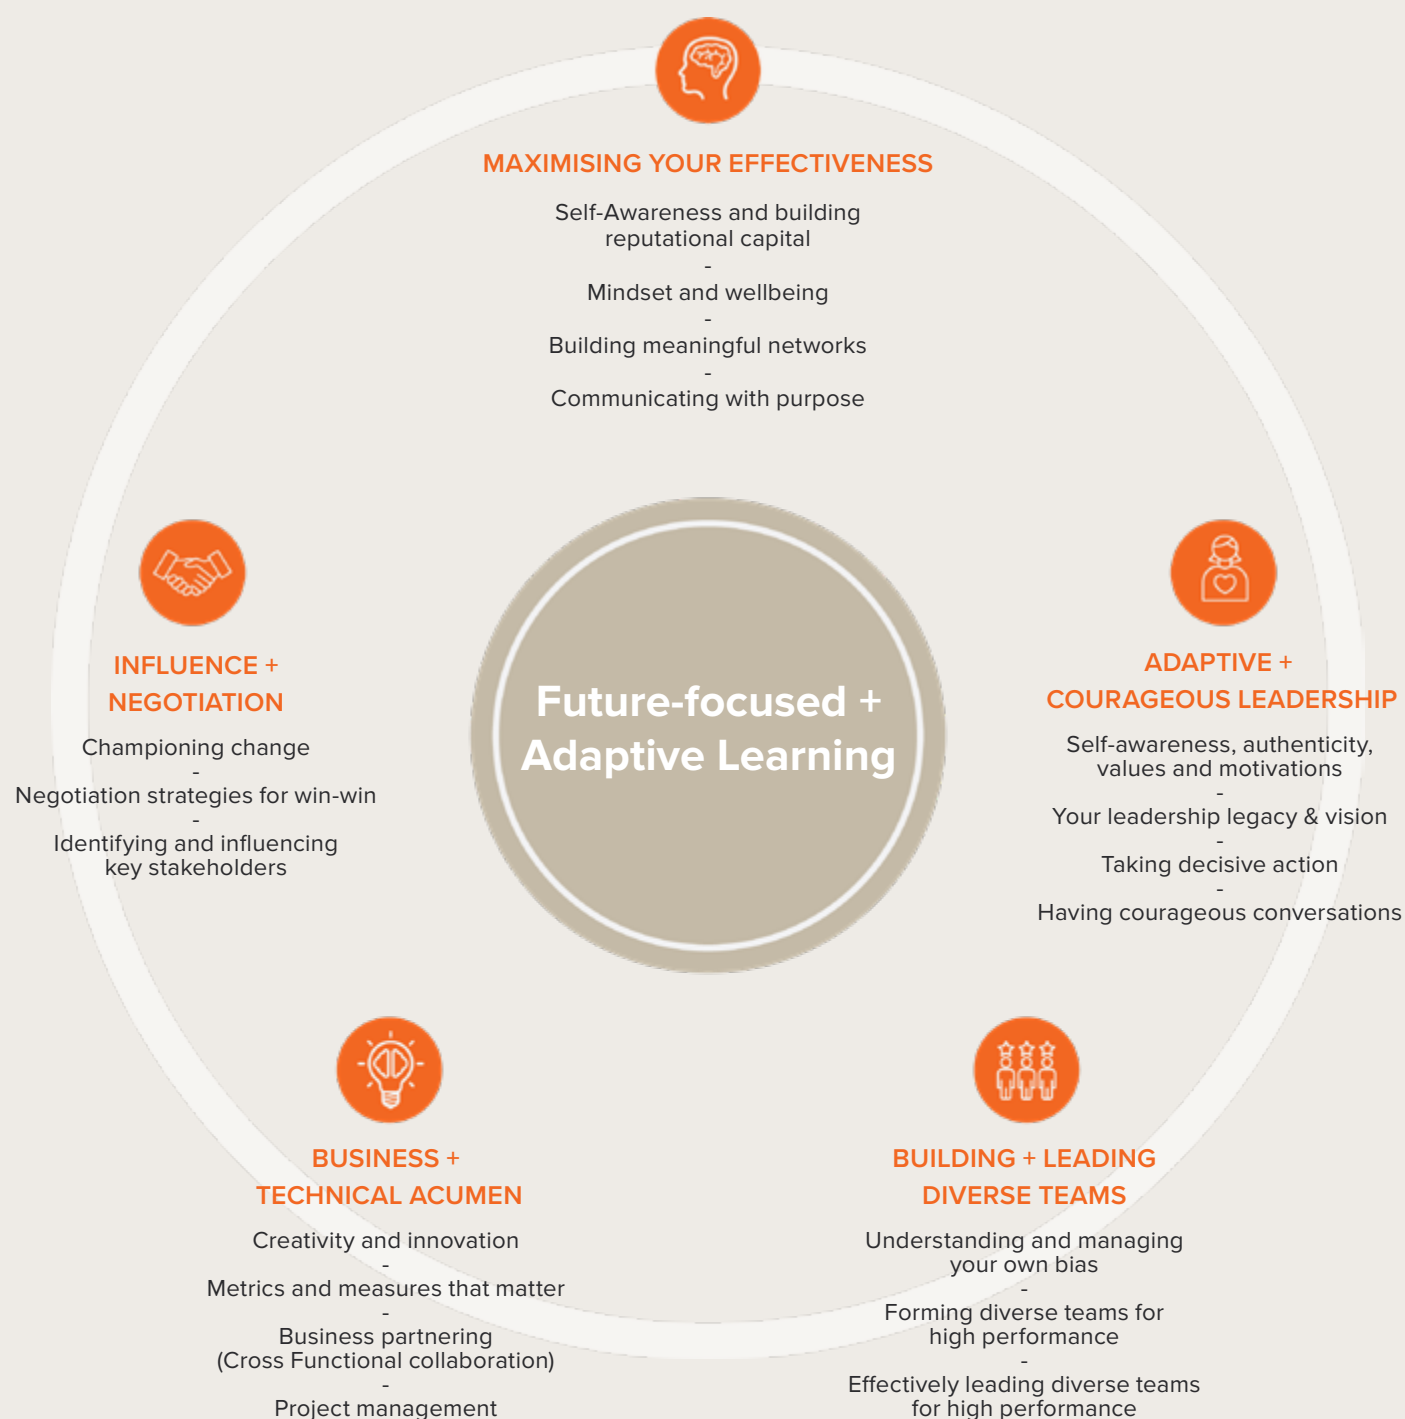 MAXIMISING YOUR EFFECTIVENESS
Self-Awareness and building
reputational capital
-
Mindset and wellbeing
-
Building meaningful networks
-
Communicating with purpose
INFLUENCE +
NEGOTIATION
Championing change
-
Negotiation strategies for win-win
-
Identifying and influencing
key stakeholders
Future-focused +
Adaptive Learning
ADAPTIVE +
COURAGEOUS LEADERSHIP
Self-awareness, authenticity,
values and motivations
-
Your leadership legacy & vision
-
Taking decisive action
-
Having courageous conversations
BUSINESS +
TECHNICAL ACUMEN
Creativity and innovation
-
Metrics and measures that matter
-
Business partnering
(Cross Functional collaboration)
-
Project management
BUILDING + LEADING
DIVERSE TEAMS
Understanding and managing
your own bias
-
Forming diverse teams for
high performance
-
Effectively leading diverse teams
for high performance